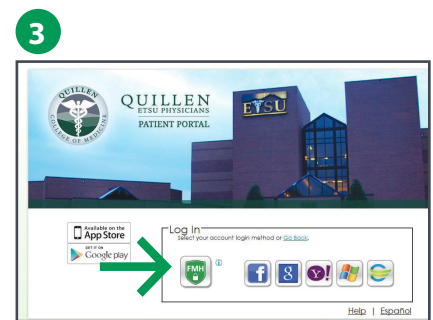 3
QUILLEN
COLLEGE OF MEDICINE
QUILLEN
ETSU PHYSICIANS
PATIENT PORTAL
ETSU
Available on the
App Store
GET IT ON
Google play
Log In
Select your account login method or Go Back.
FMH
f
8
Y!
Help | Español